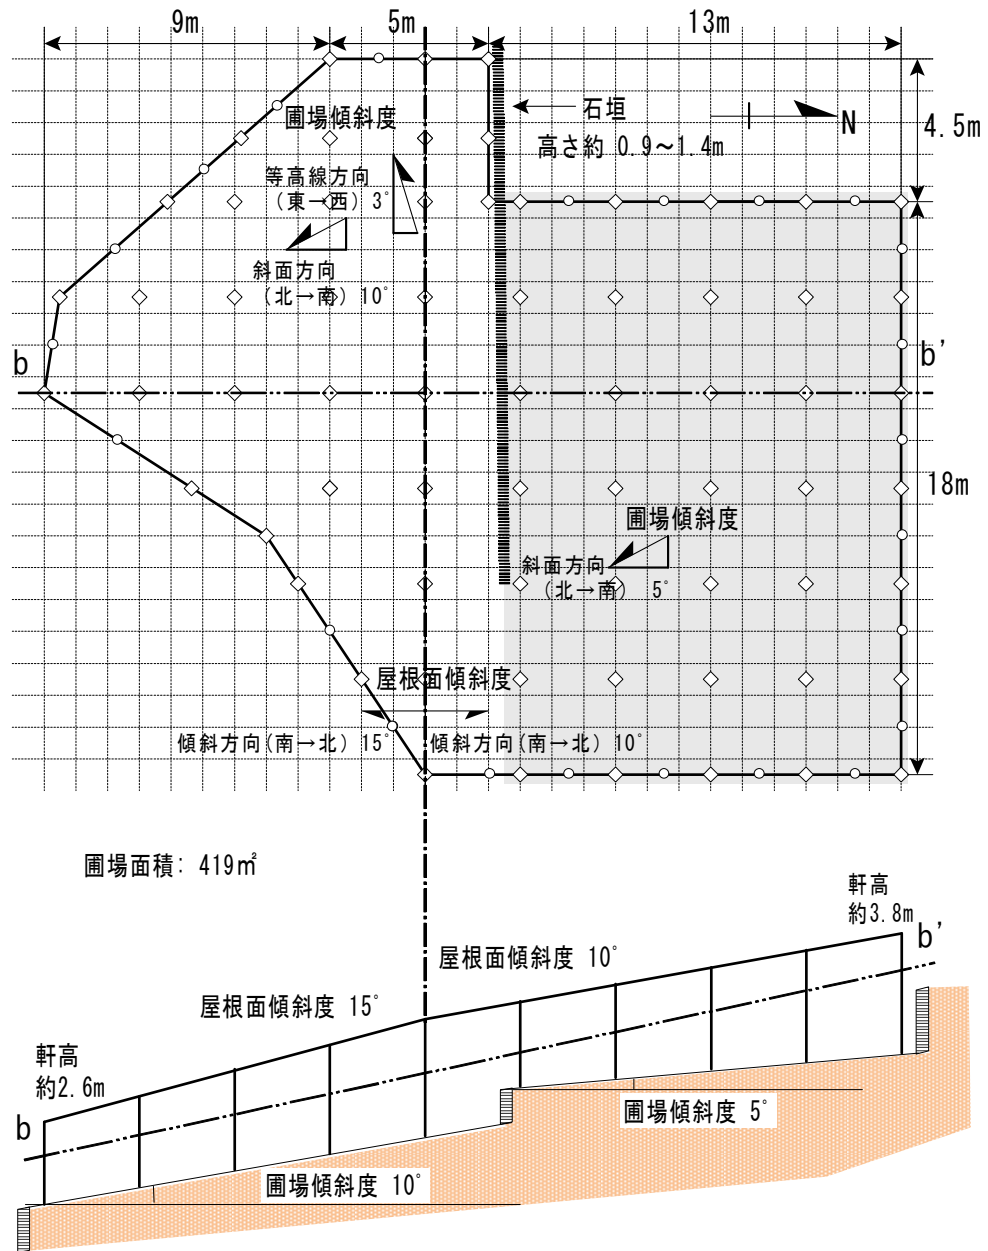 9m
5m
13m
石垣
高さ約 0.9～1.4m
N
4.5m
圃場傾斜度
等高線方向
（東→西）3°
斜面方向
（北→南）10°
b
b’
18m
圃場傾斜度
斜面方向
（北→南） 5°
屋根面傾斜度
傾斜方向(南→北) 15°
傾斜方向(南→北) 10°
圃場面積: 419㎡
軒高
約3.8m
b’
屋根面傾斜度 10°
屋根面傾斜度 15°
軒高
約2.6m
b
圃場傾斜度 5°
圃場傾斜度 10°